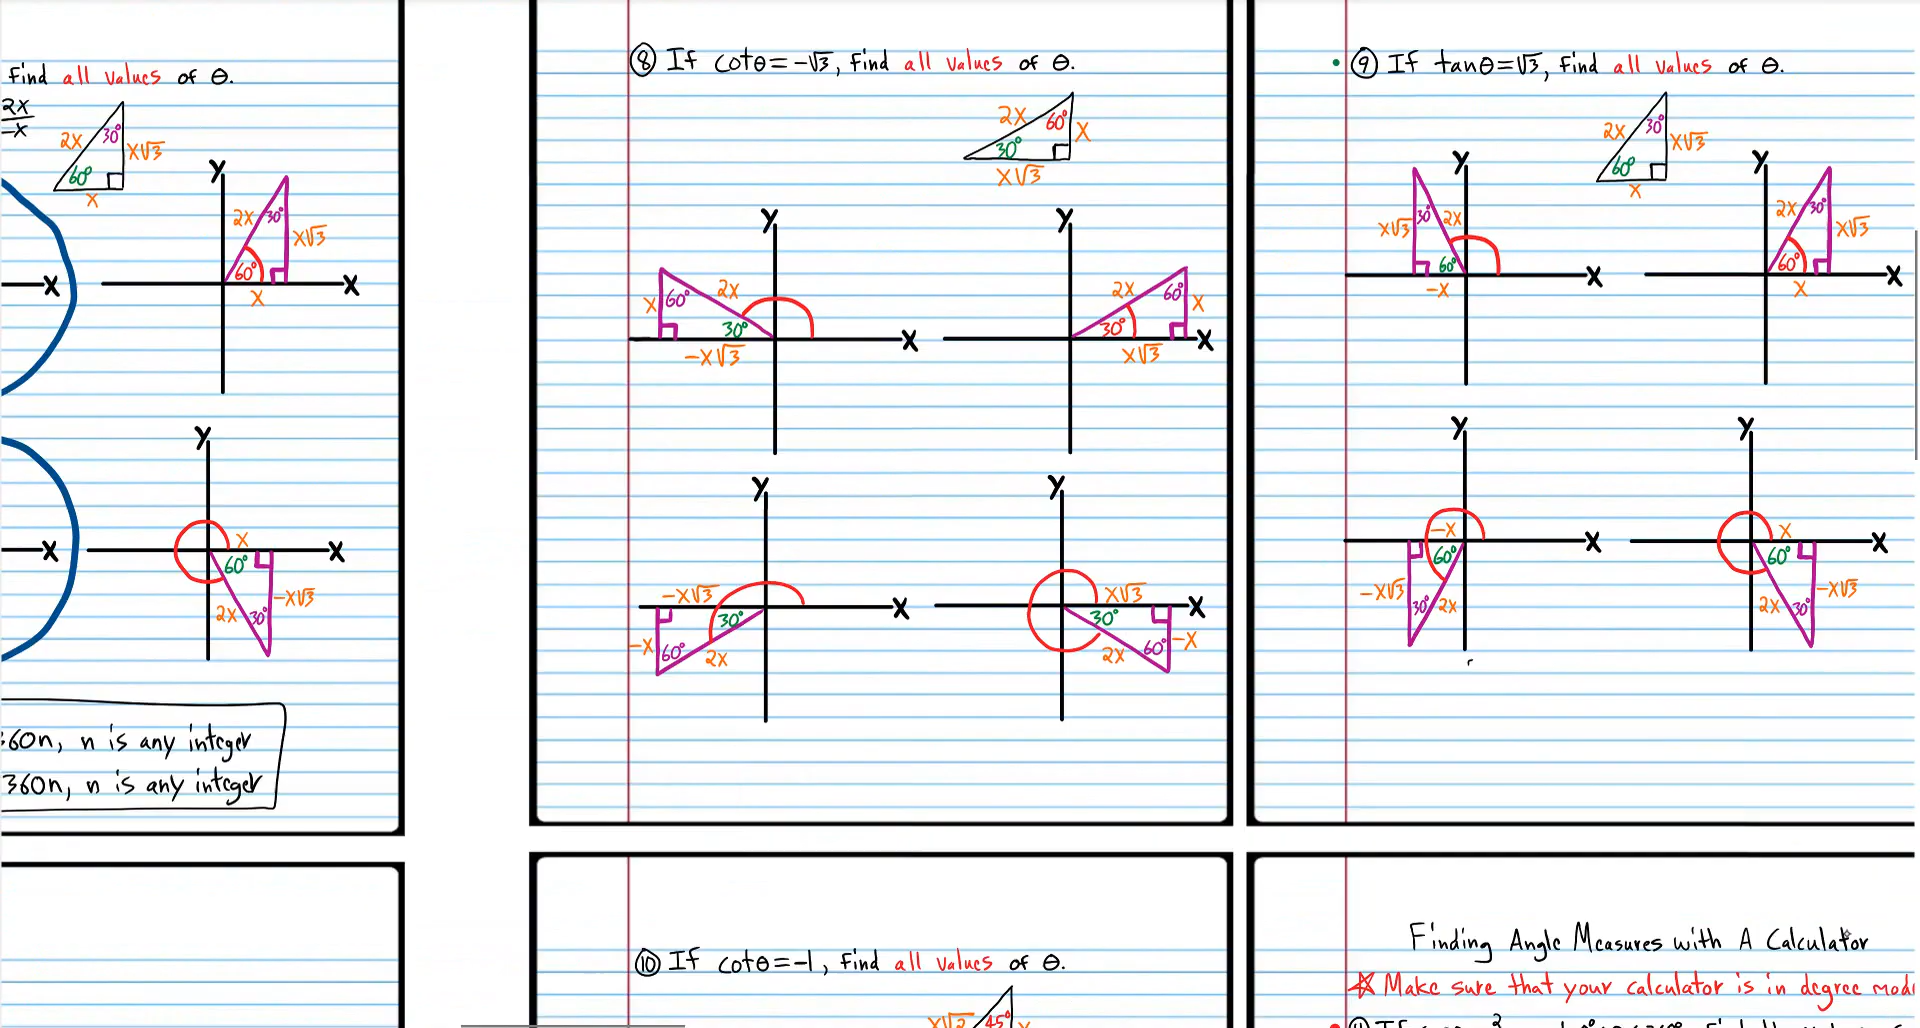 Find all values of θ.
2x
-x
2x 30° x√3
60°
x
y
2x 30° x√3
60°
x x
x
y
x
x x
60°
2x 30° -x√3
60n, n is any integer
360n, n is any integer
⑧ If cotθ=-√3, find all values of θ.
2x 60° x
30°
x√3
y y
x 60° 2x 2x 60° x
30° x 30° x
-x√3 x√3
y y
-x√3 x√3
30° x 30° x
-x 60° 2x 2x 60° -x
⑨ If tanθ=√3, find all values of θ.
2x 30° x√3
60°
x
y y
x√3 30° 2x 2x 30° x√3
60° x 60° x
-x x
y y
-x x
60° x 60° x
-x√3 30° 2x 2x 30° -x√3
⑩ If cotθ=-1, find all values of θ.
x√2 45°
Finding Angle Measures with A Calculator
☆ Make sure that your calculator is in degree mod